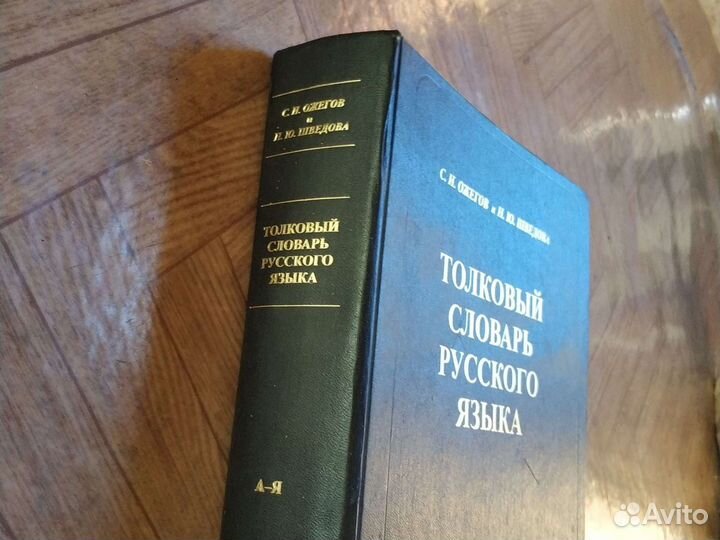 С. И. ОЖЕГОВ
и
Н. Ю. ШВЕДОВА
ТОЛКОВЫЙ
СЛОВАРЬ
РУССКОГО
ЯЗЫКА
А–Я
С. И. ОЖЕГОВ и Н. Ю. ШВЕДОВА
ТОЛКОВЫЙ
СЛОВАРЬ
РУССКОГО
ЯЗЫКА
Avito